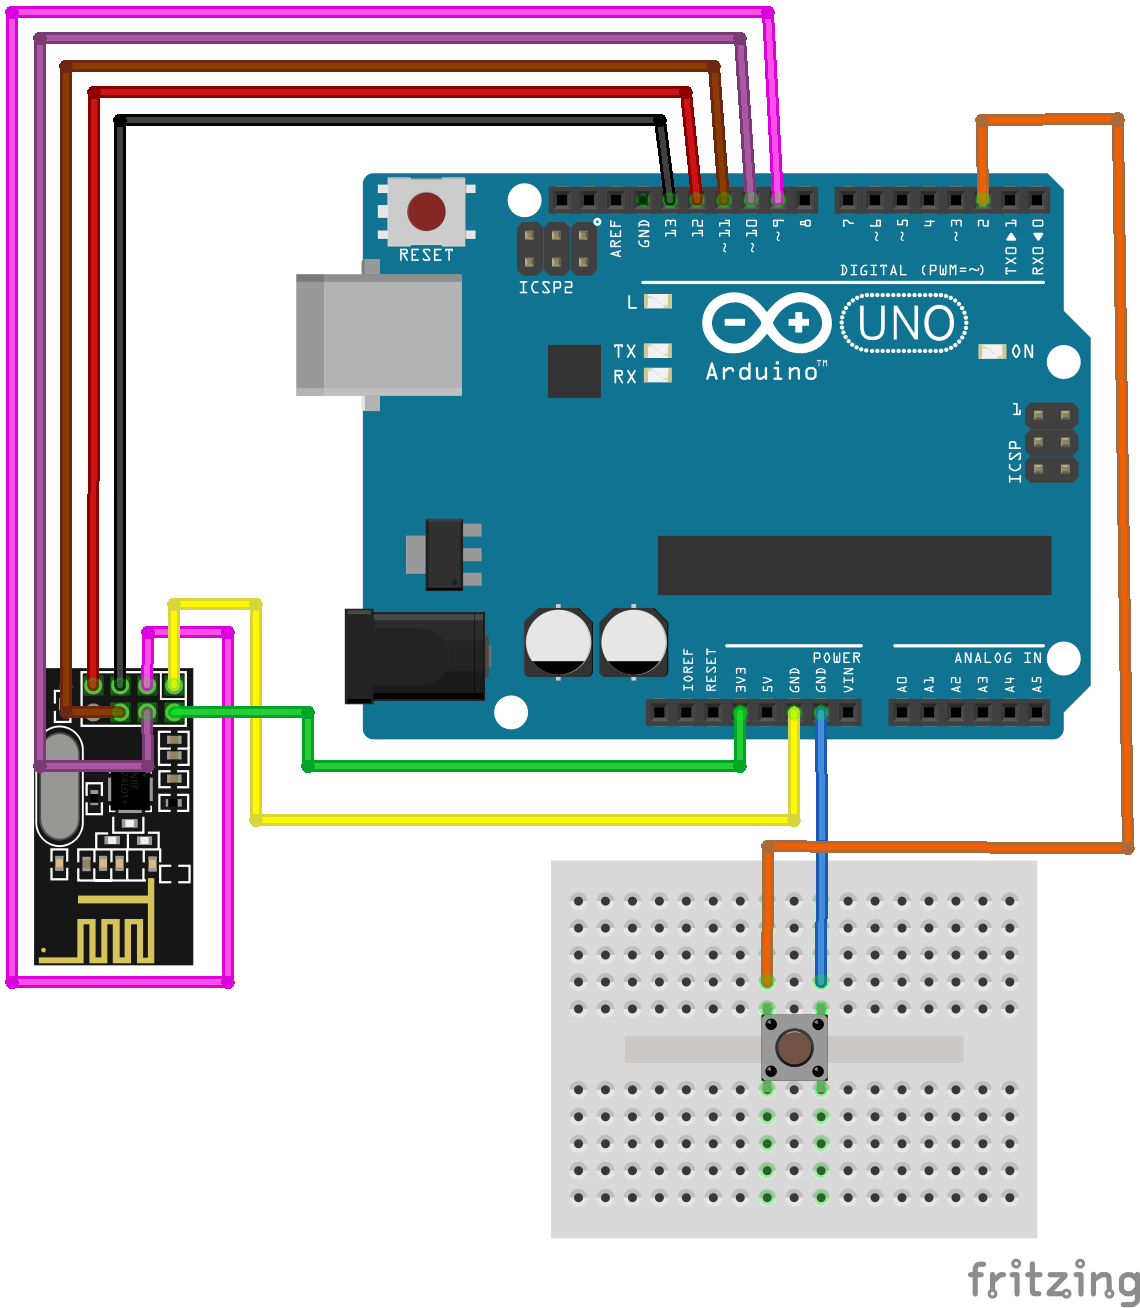 RESET
ICSP2
AREF
GND
13
12
~11
~10
~9
8
7
~6
~5
4
~3
2
TX0 1
RX0 0
DIGITAL (PWM=~)
L
TX
RX
Arduino™
UNO
ON
1
ICSP
POWER
ANALOG IN
IOREF
RESET
3V3
5V
GND
GND
VIN
A0
A1
A2
A3
A4
A5
fritzing